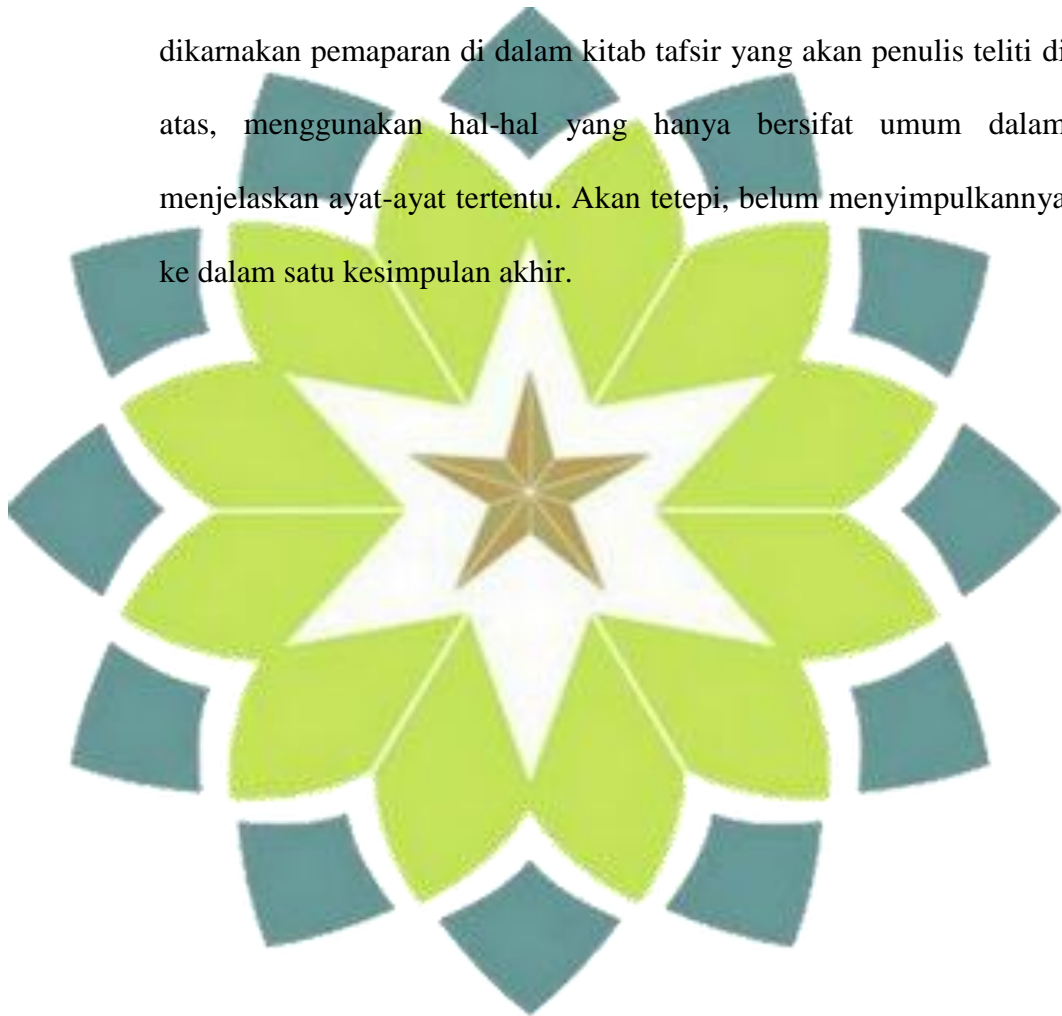 dikarnakan pemaparan di dalam kitab tafsir yang akan penulis teliti di
atas, menggunakan hal-hal yang hanya bersifat umum dalam
menjelaskan ayat-ayat tertentu. Akan tetepi, belum menyimpulkannya
ke dalam satu kesimpulan akhir.